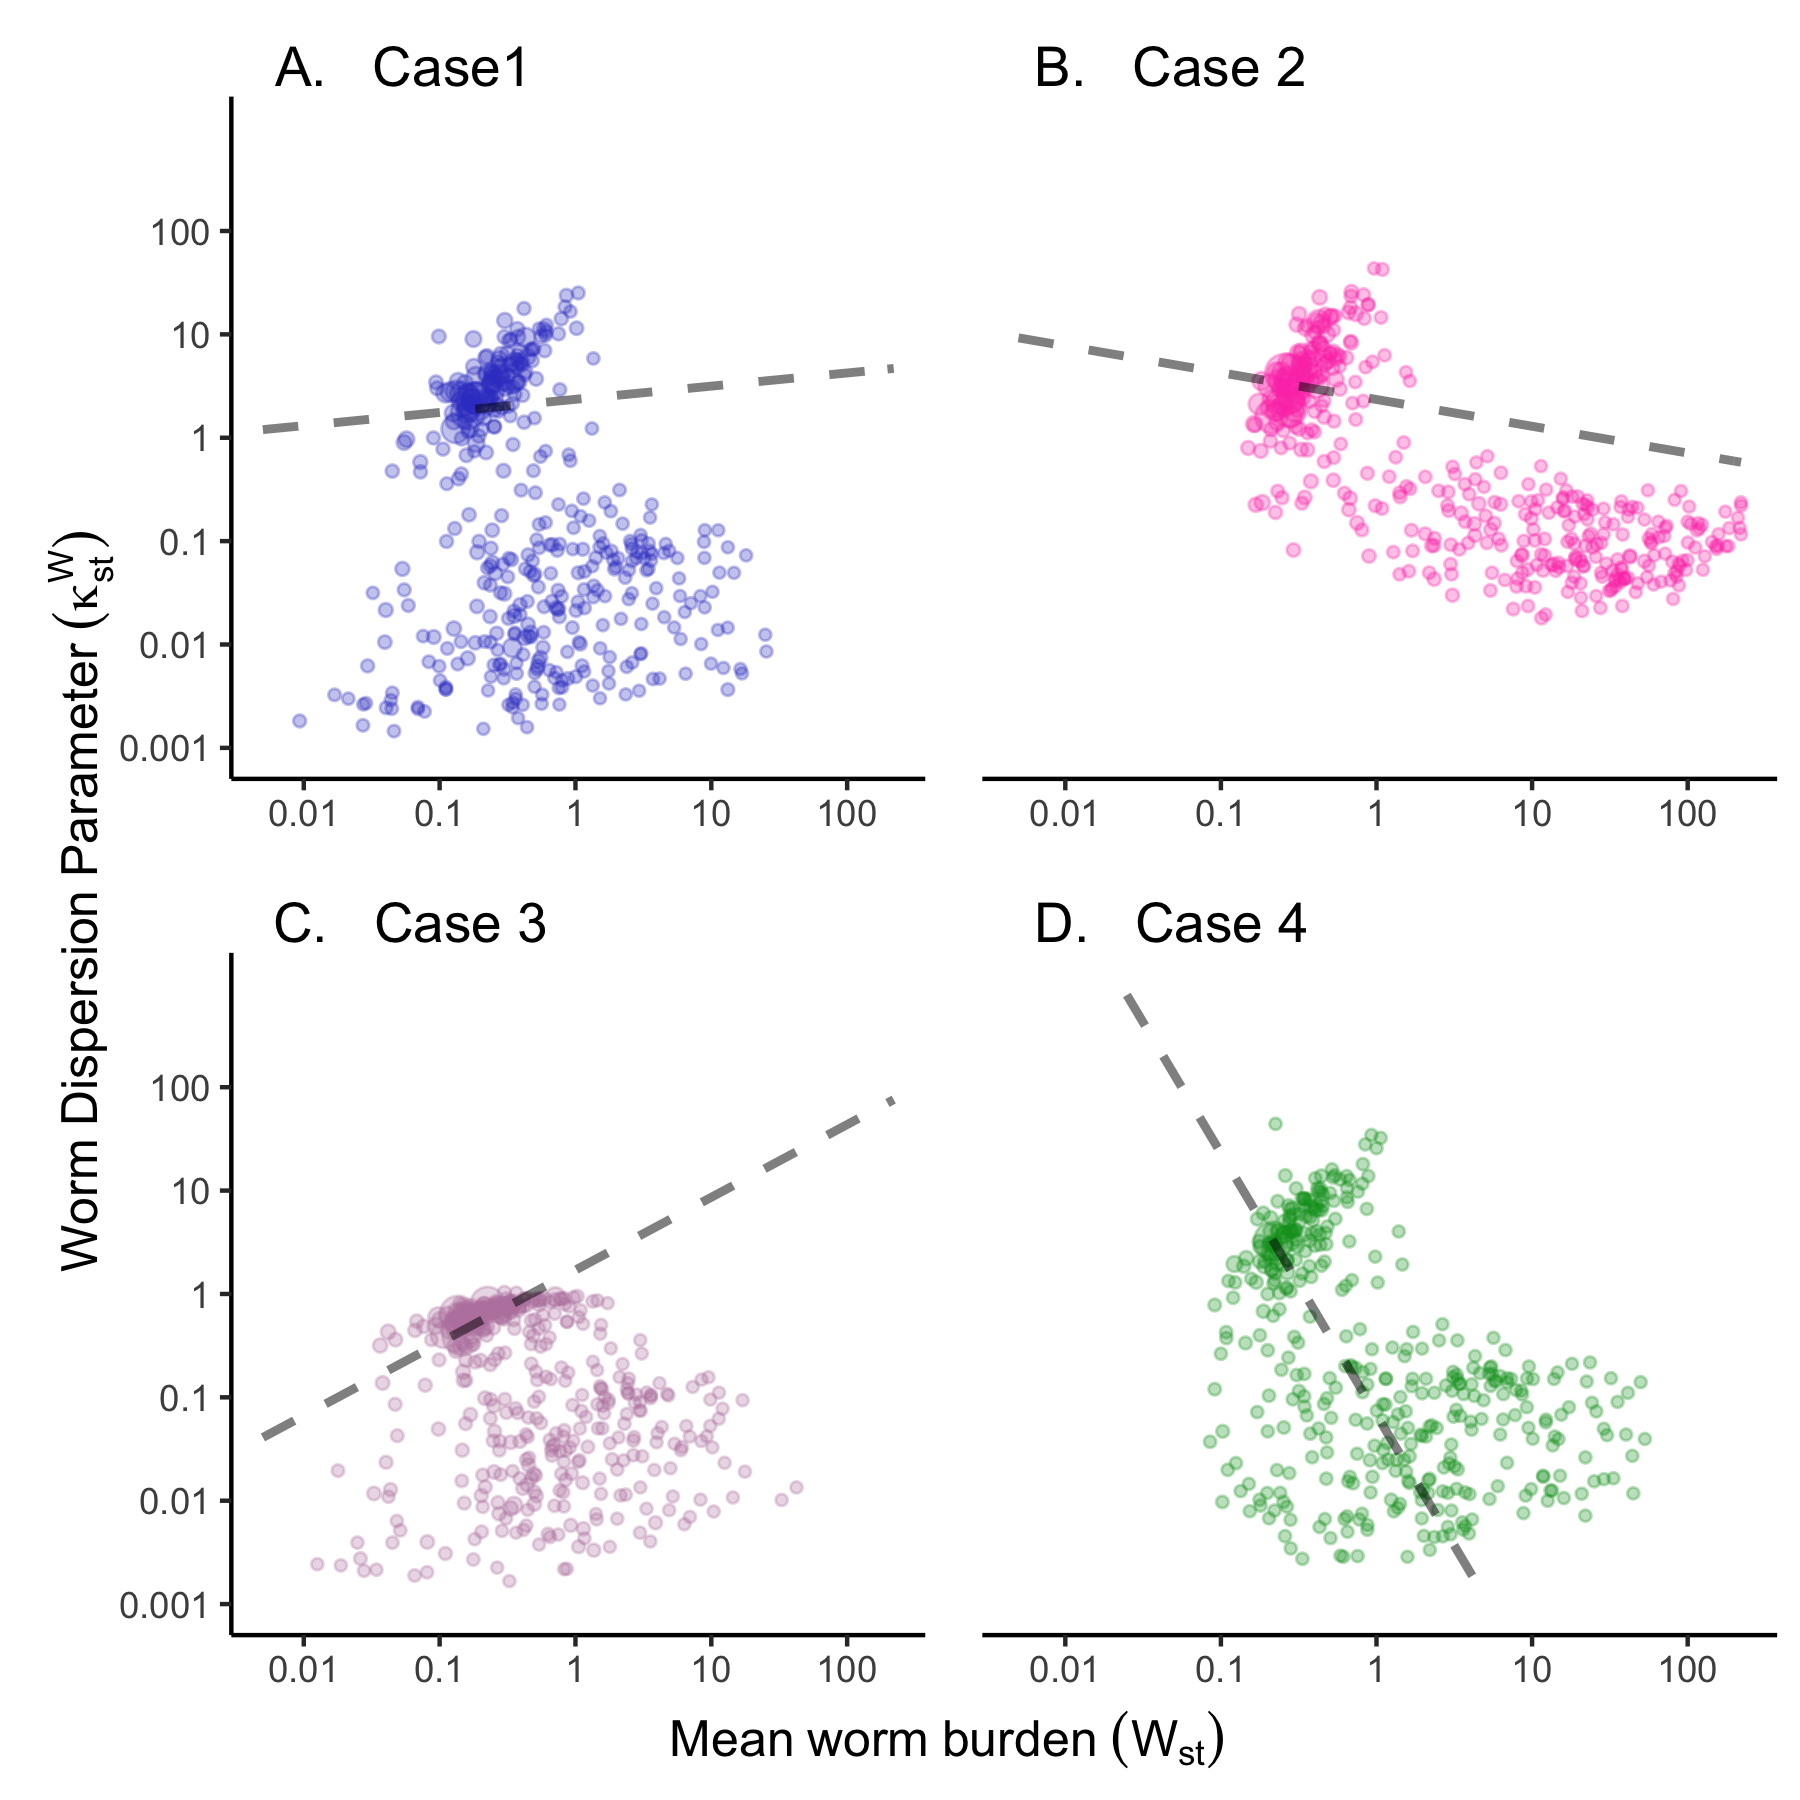 A. Case1
B. Case 2
100
10
1
0.1
0.01
0.001
0.01 0.1 1 10 100
0.01 0.1 1 10 100
C. Case 3
D. Case 4
100
10
1
0.1
0.01
0.001
0.01 0.1 1 10 100
0.01 0.1 1 10 100
Worm Dispersion Parameter (κ^W_st)
Mean worm burden (W_st)